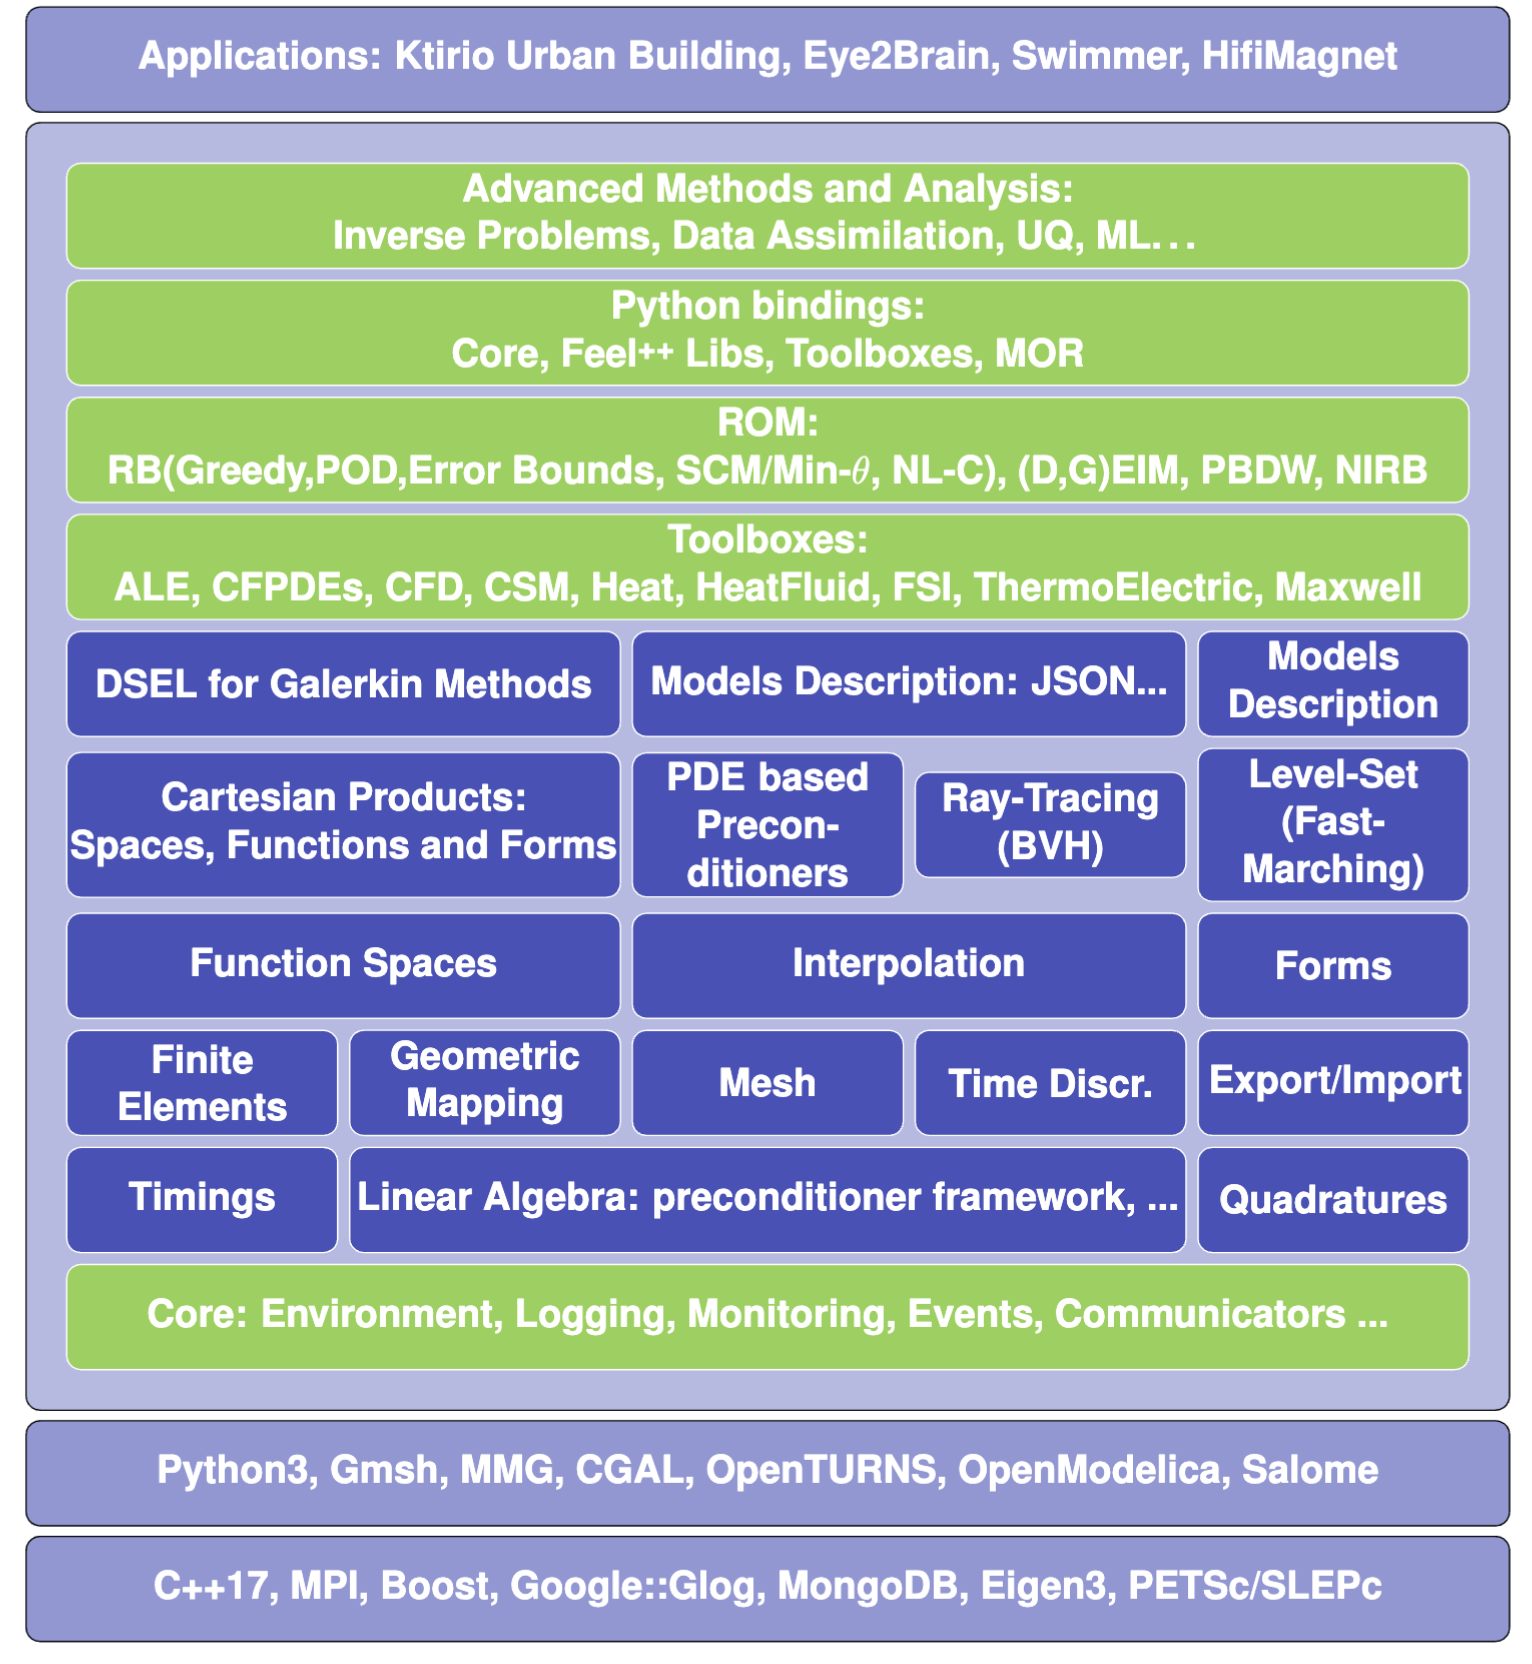 Applications: Ktirio Urban Building, Eye2Brain, Swimmer, HifiMagnet
Advanced Methods and Analysis:
Inverse Problems, Data Assimilation, UQ, ML...
Python bindings:
Core, Feel++ Libs, Toolboxes, MOR
ROM:
RB(Greedy,POD,Error Bounds, SCM/Min-θ, NL-C), (D,G)EIM, PBDW, NIRB
Toolboxes:
ALE, CFPDEs, CFD, CSM, Heat, HeatFluid, FSI, ThermoElectric, Maxwell
DSEL for Galerkin Methods
Models Description: JSON...
Models
Description
Cartesian Products:
Spaces, Functions and Forms
PDE based
Precon-
ditioners
Ray-Tracing
(BVH)
Level-Set
(Fast-
Marching)
Function Spaces
Interpolation
Forms
Finite
Elements
Geometric
Mapping
Mesh
Time Discr.
Export/Import
Timings
Linear Algebra: preconditioner framework, ...
Quadratures
Core: Environment, Logging, Monitoring, Events, Communicators ...
Python3, Gmsh, MMG, CGAL, OpenTURNS, OpenModelica, Salome
C++17, MPI, Boost, Google::Glog, MongoDB, Eigen3, PETSc/SLEPc